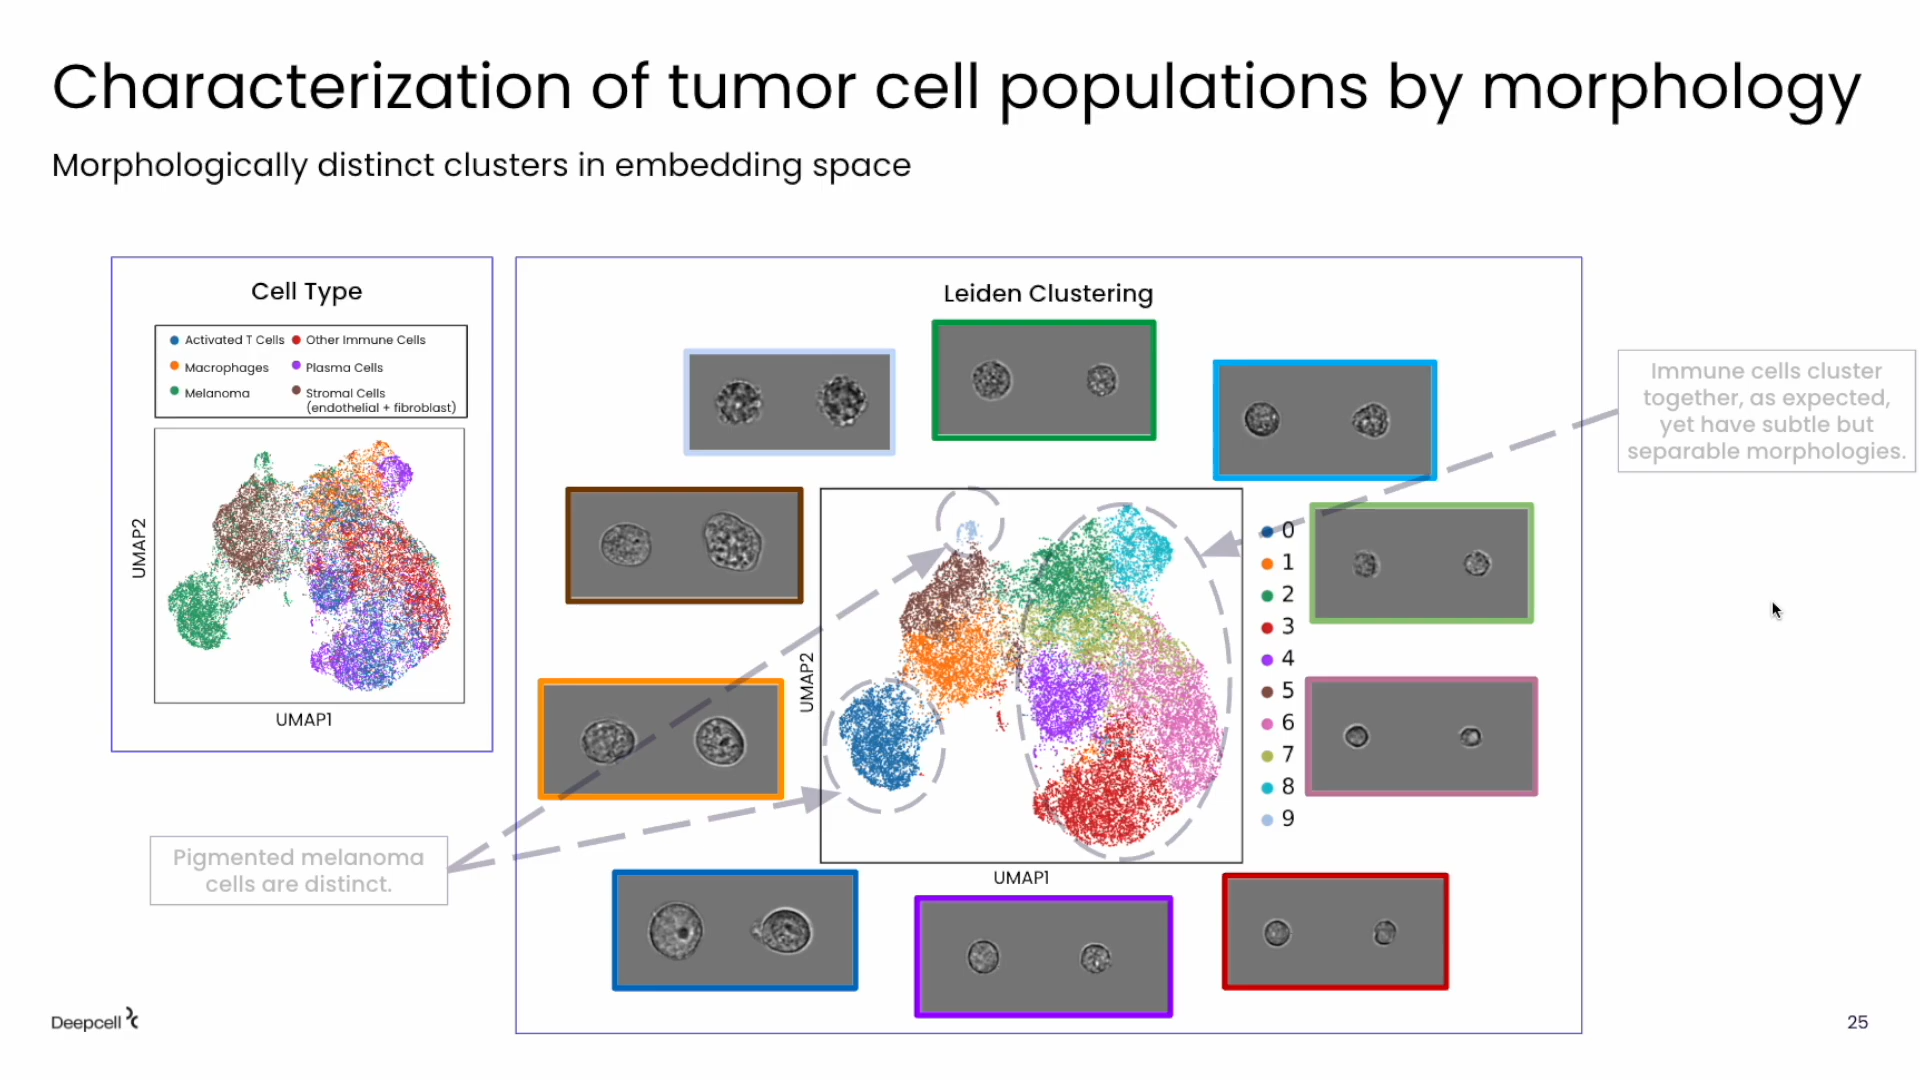 Characterization of tumor cell populations by morphology
Morphologically distinct clusters in embedding space
Cell Type
Activated T Cells
Other Immune Cells
Macrophages
Plasma Cells
Melanoma
Stromal Cells
(endothelial + fibroblast)
UMAP2
UMAP1
Leiden Clustering
UMAP2
UMAP1
0
1
2
3
4
5
6
7
8
9
Immune cells cluster
together, as expected,
yet have subtle but
separable morphologies.
Pigmented melanoma
cells are distinct.
Deepcell
25